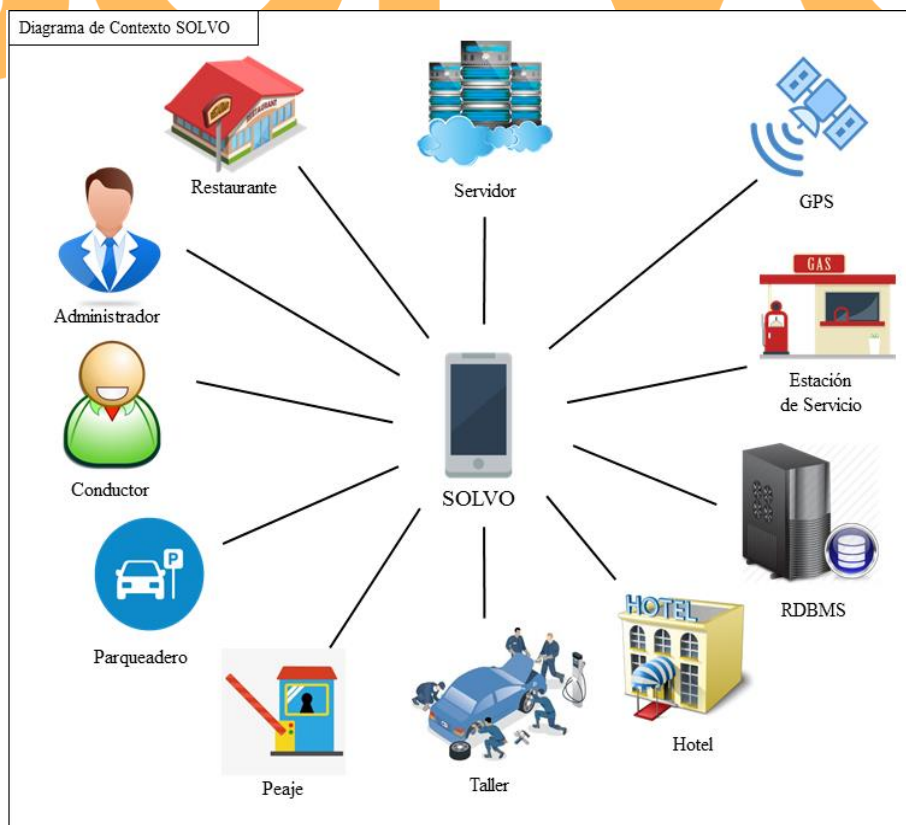 Diagrama de Contexto SOLVO
Restaurante
Servidor
GPS
Administrador
GAS
Estación
de Servicio
Conductor
SOLVO
RDBMS
Parqueadero
P
HOTEL
Hotel
Peaje
Taller